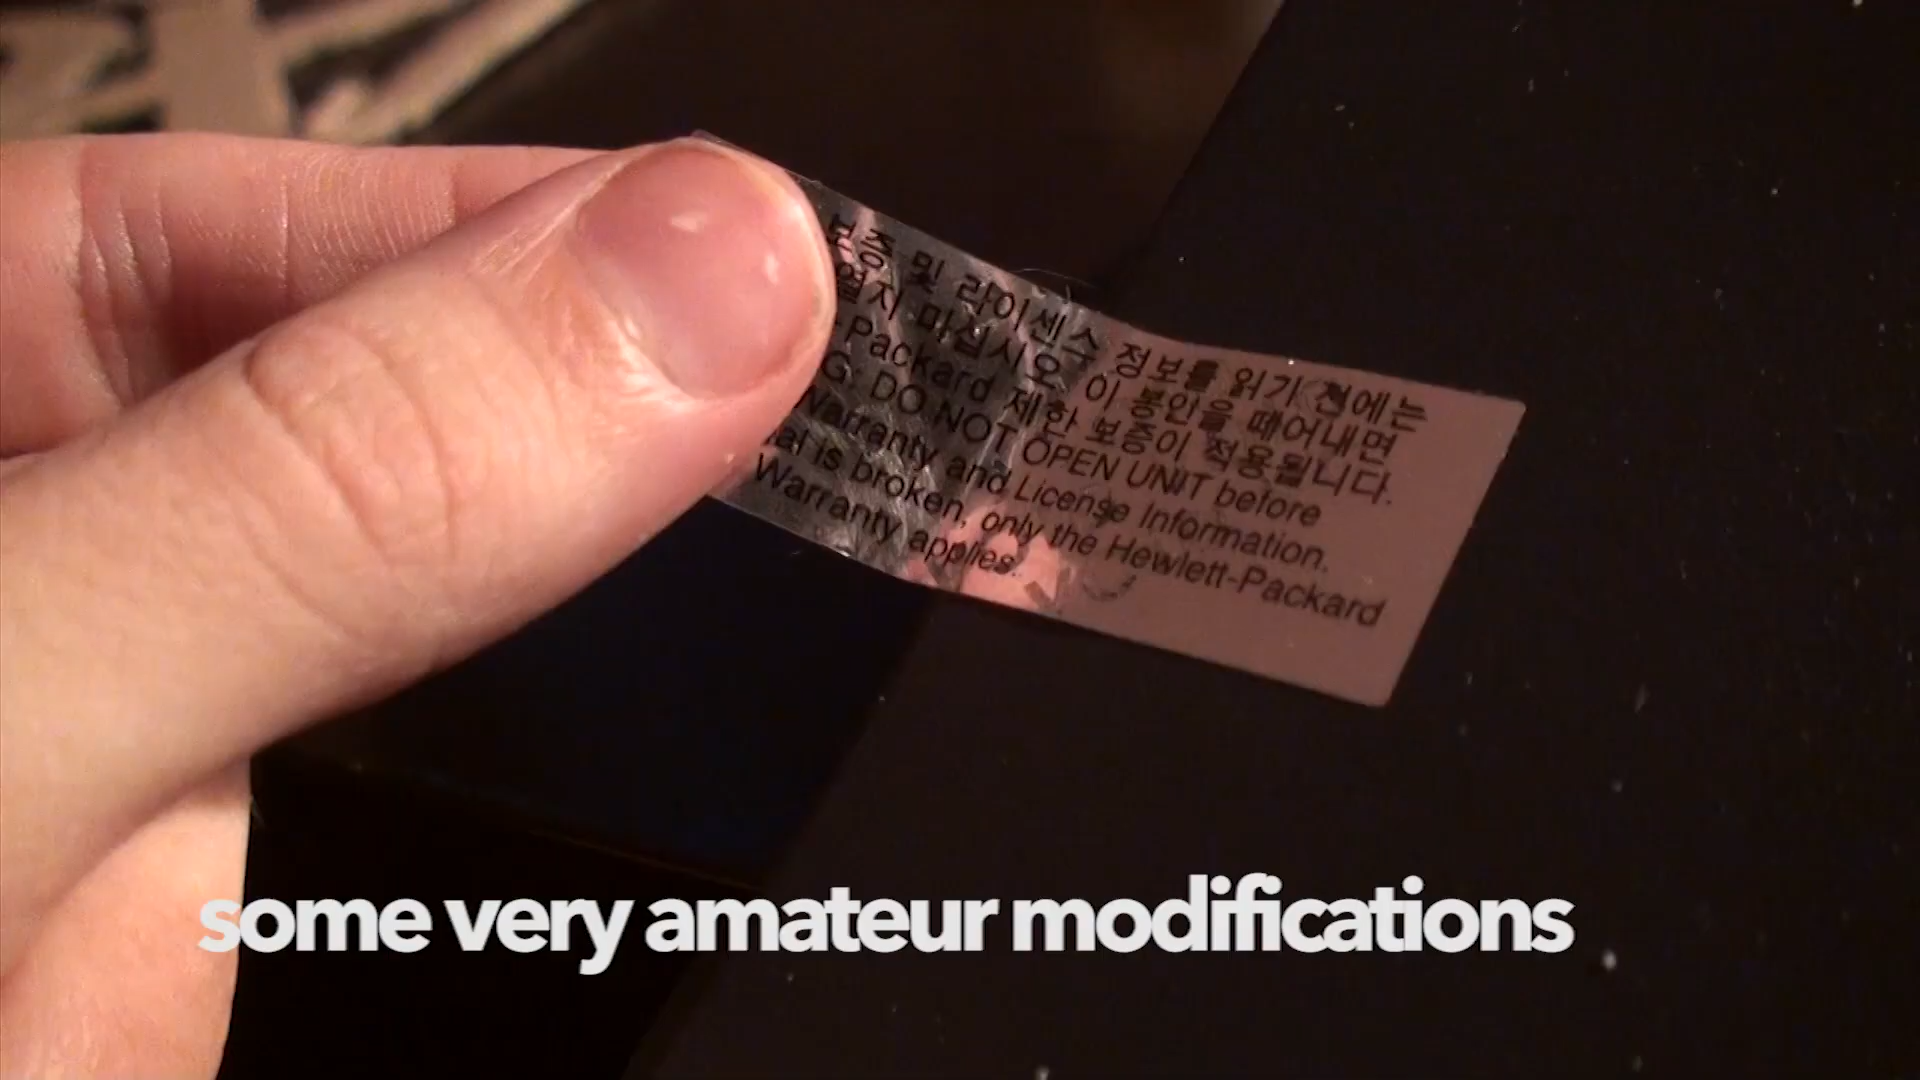 보증 및 라이센스 정보를 읽기 전에는
열지 마십시오. 이 봉인을 떼어내면
-Packard 제한 보증이 적용됩니다.
G. DO NOT OPEN UNIT before
Warranty and License Information.
is broken, only the Hewlett-Packard
Warranty applies.
some very amateur modifications